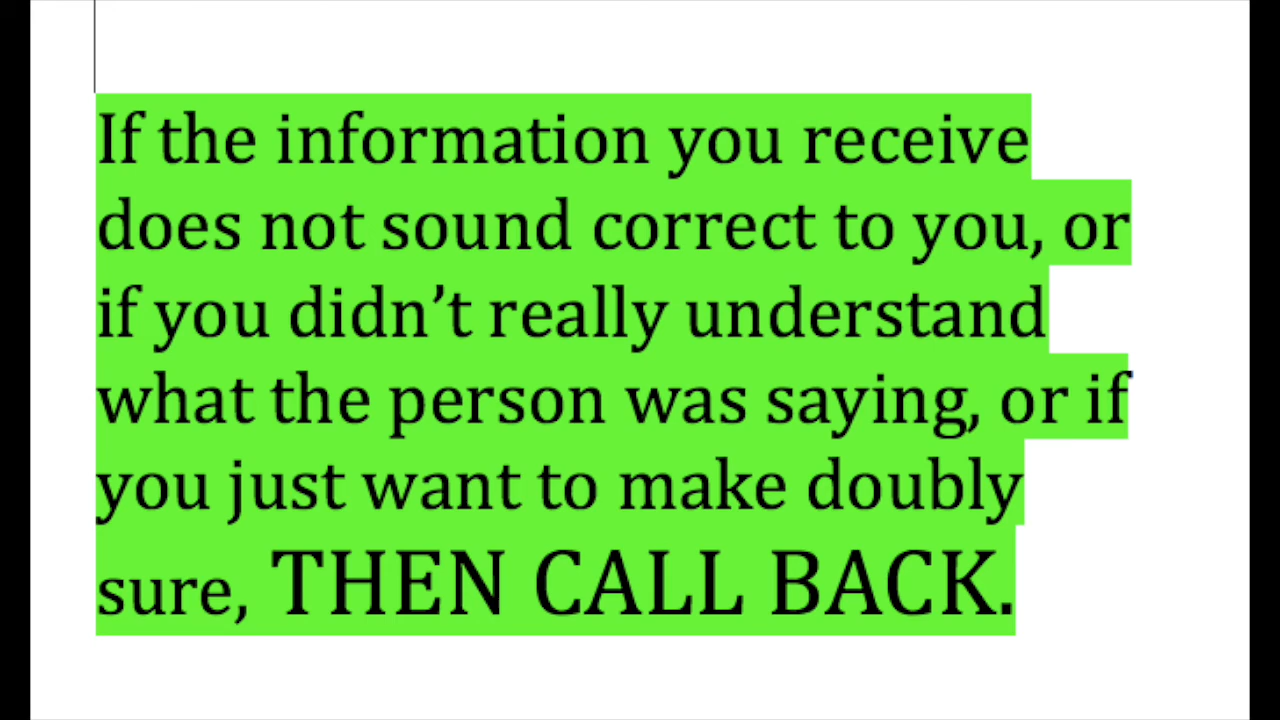 If the information you receive
does not sound correct to you, or
if you didn’t really understand
what the person was saying, or if
you just want to make doubly
sure, THEN CALL BACK.